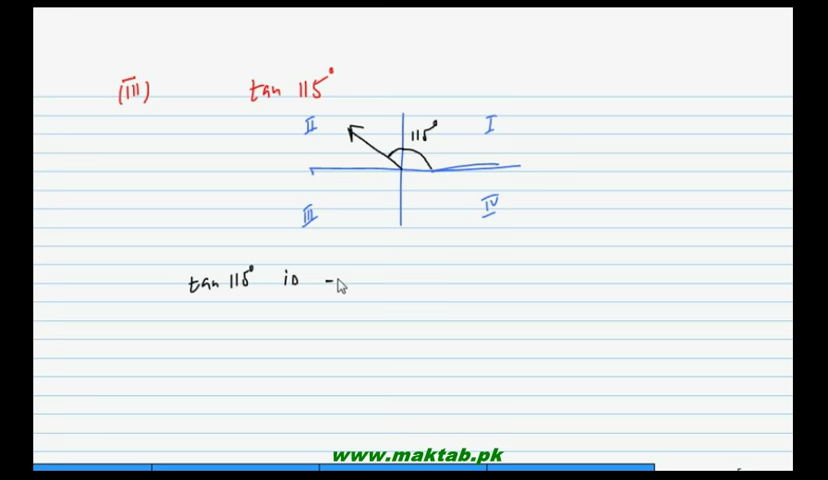 (III) tan 115°
II 115° I
III IV
tan 115° is -
www.maktab.pk